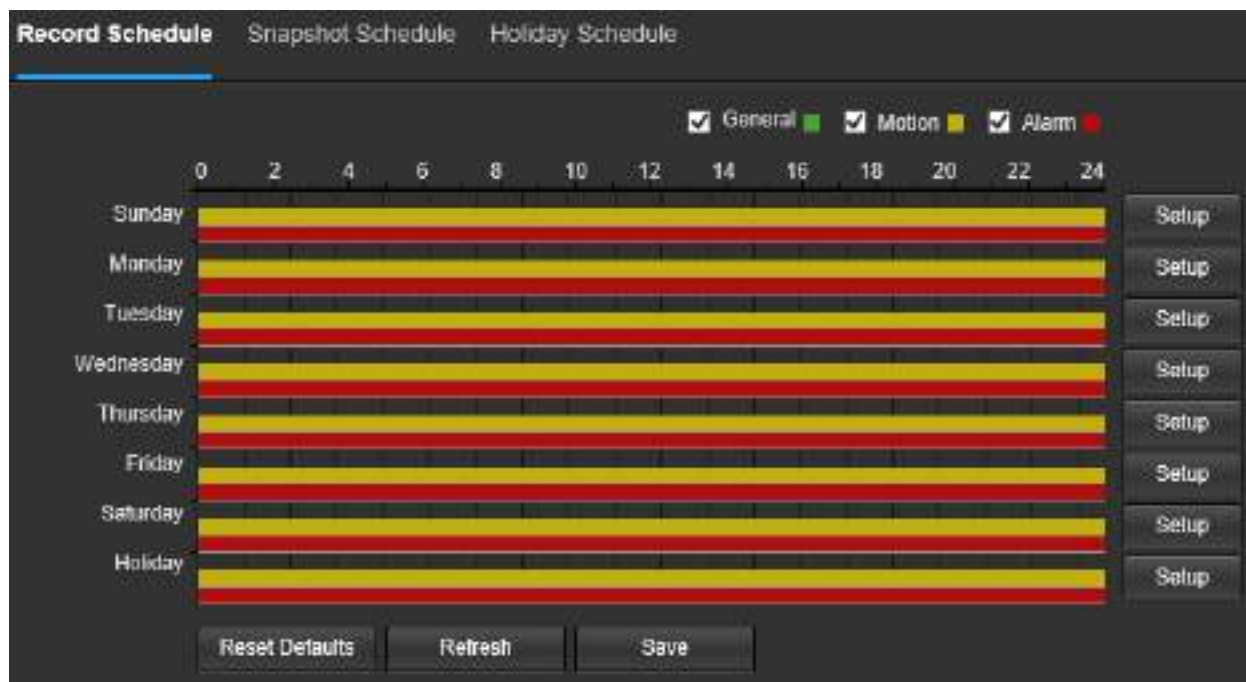 Record Schedule Snapshot Schedule Holiday Schedule
General Motion Alarm
0 2 4 6 8 10 12 14 16 18 20 22 24
Sunday Setup
Monday Setup
Tuesday Setup
Wednesday Setup
Thursday Setup
Friday Setup
Saturday Setup
Holiday Setup
Reset Defaults Refresh Save